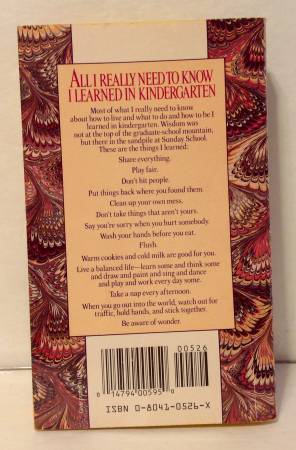 ALL I REALLY NEED TO KNOW
I LEARNED IN KINDERGARTEN
Most of what I really need to know
about how to live and what to do and how to be I
learned in kindergarten. Wisdom was
not at the top of the graduate-school mountain,
but there in the sandpile at Sunday School.
These are the things I learned:
Share everything.
Play fair.
Don't hit people.
Put things back where you found them.
Clean up your own mess.
Don't take things that aren't yours.
Say you're sorry when you hurt somebody.
Wash your hands before you eat.
Flush.
Warm cookies and cold milk are good for you.
Live a balanced life—learn some and think some
and draw and paint and sing and dance
and play and work every day some.
Take a nap every afternoon.
When you go out into the world, watch out for
traffic, hold hands, and stick together.
Be aware of wonder.
00526
0 14794 00595 0
ISBN 0-8041-0526-X